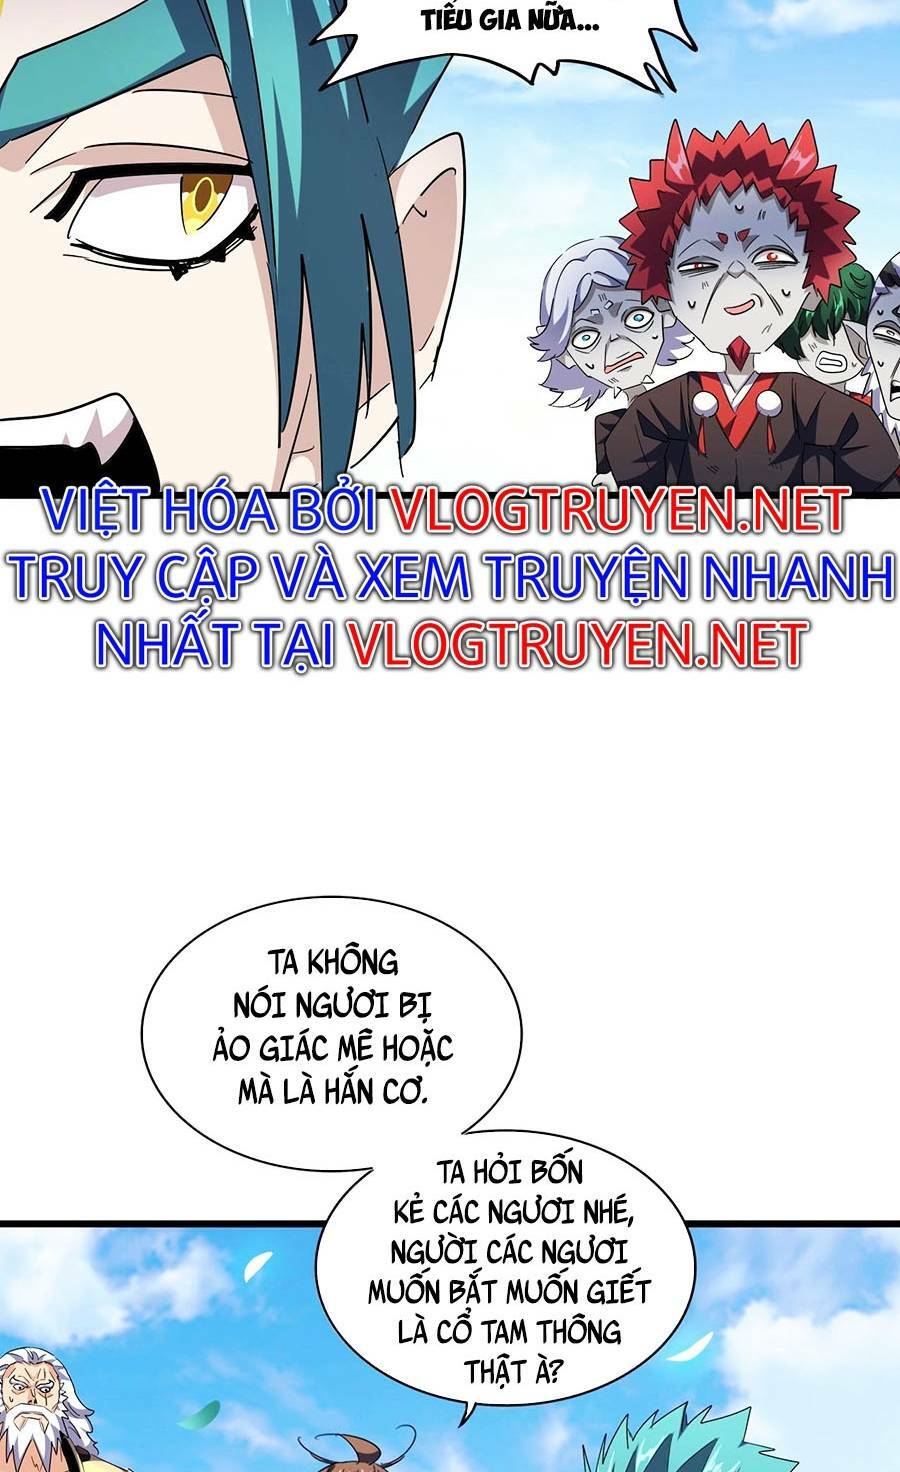 TIỂU GIA NỮA...
VIỆT HÓA BỞI VLOGTRUYEN.NET
TRUY CẬP VÀ XEM TRUYỆN NHANH
NHẤT TẠI VLOGTRUYEN.NET
TA KHÔNG
NÓI NGƯƠI BỊ
ẢO GIÁC MÊ HOẶC
MÀ LÀ HẮN CƠ.
TA HỎI BỐN
KẺ CÁC NGƯƠI NHÉ,
NGƯỜI CÁC NGƯƠI
MUỐN BẮT MUỐN GIẾT
LÀ CỔ TAM THÔNG
THẬT À?